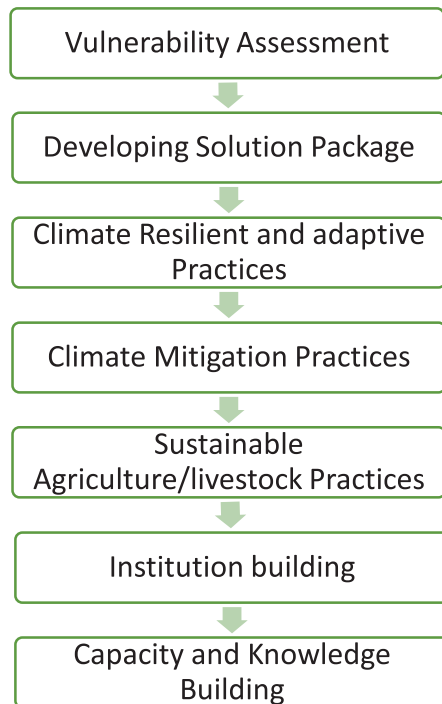 Vulnerability Assessment
Developing Solution Package
Climate Resilient and adaptive
Practices
Climate Mitigation Practices
Sustainable
Agriculture/livestock Practices
Institution building
Capacity and Knowledge
Building